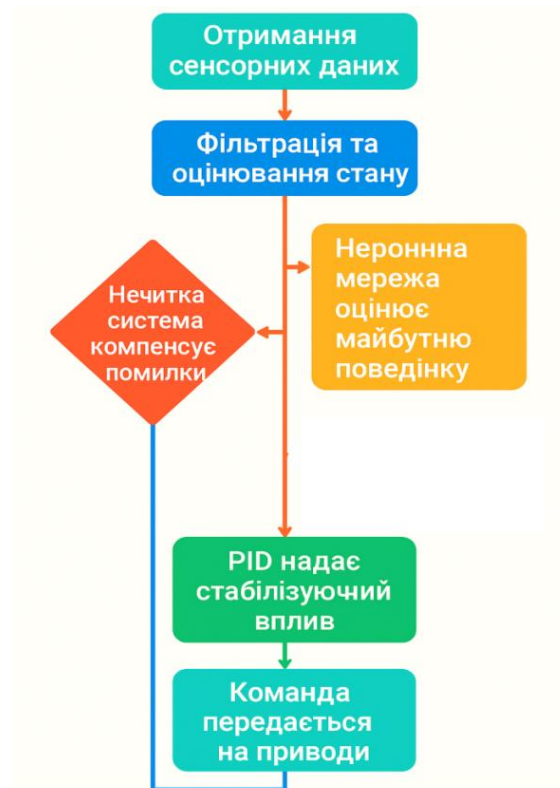 Отримання
сенсорних даних
Фільтрація та
оцінювання стану
Нероннна
мережа
оцінює
майбутню
поведінку
Нечитка
система
компенсує
помилки
PID надає
стабілізуючий
вплив
Команда
передається
на приводи